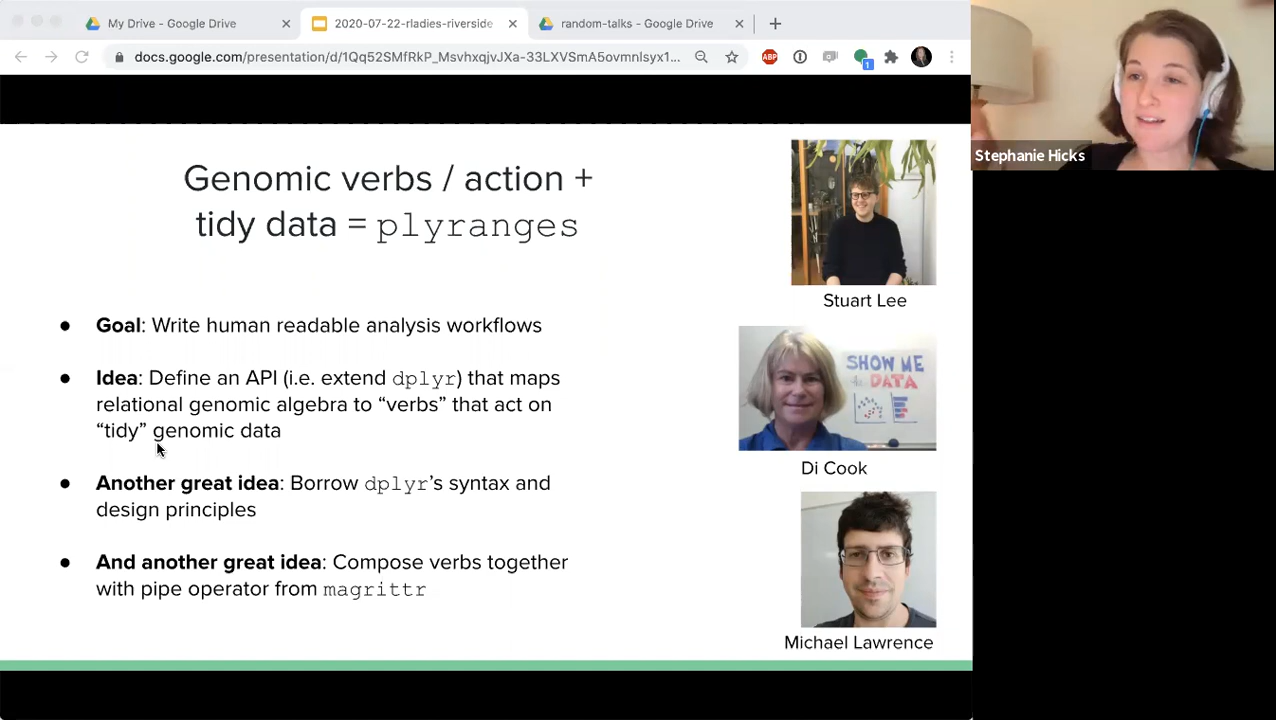 My Drive - Google Drive
2020-07-22-rladies-riverside
random-talks - Google Drive
docs.google.com/presentation/d/1Qq52SMfRkP_MsvhxqjvJXa-33LXVSmA5ovmnlsyx1...
ABP
1
Stephanie Hicks
Genomic verbs / action +
tidy data = plyranges
Stuart Lee
● Goal: Write human readable analysis workflows
● Idea: Define an API (i.e. extend dplyr) that maps
relational genomic algebra to “verbs” that act on
“tidy” genomic data
SHOW ME
the DATA
Di Cook
● Another great idea: Borrow dplyr’s syntax and
design principles
● And another great idea: Compose verbs together
with pipe operator from magrittr
Michael Lawrence